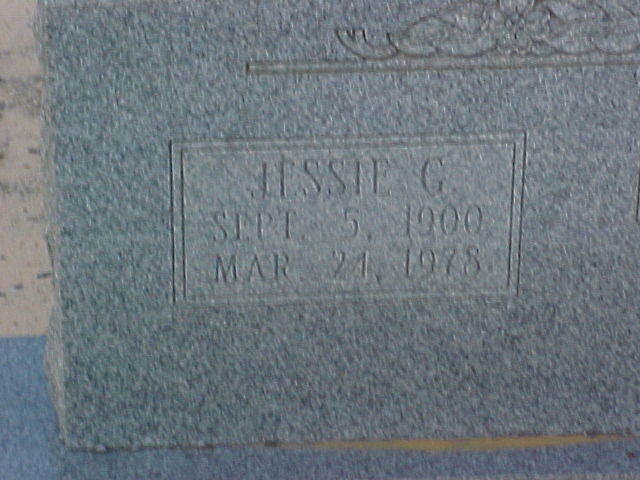 JESSIE G
SEPT. 5, 1900
MAR. 24, 1978